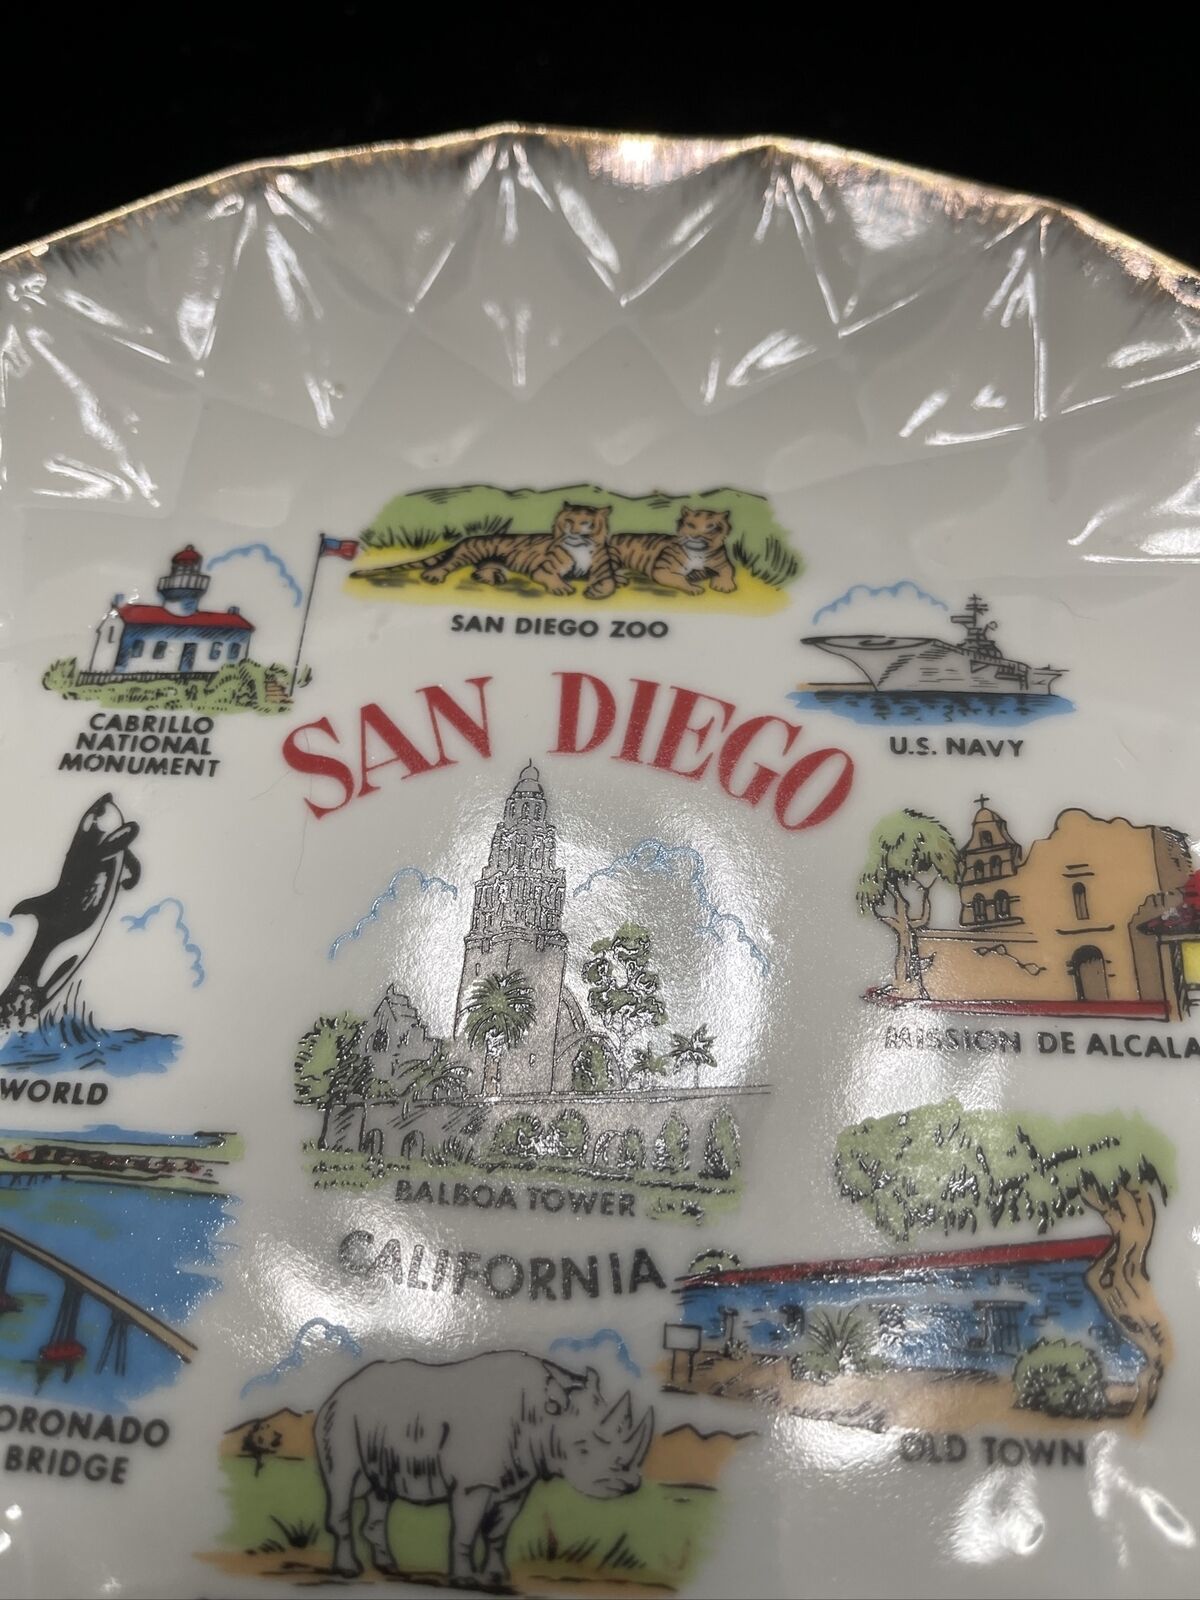 SAN DIEGO ZOO
CABRILLO
NATIONAL
MONUMENT
U.S. NAVY
SAN DIEGO
MISSION DE ALCALA
WORLD
BALBOA TOWER
CALIFORNIA
ORONADO
BRIDGE
OLD TOWN